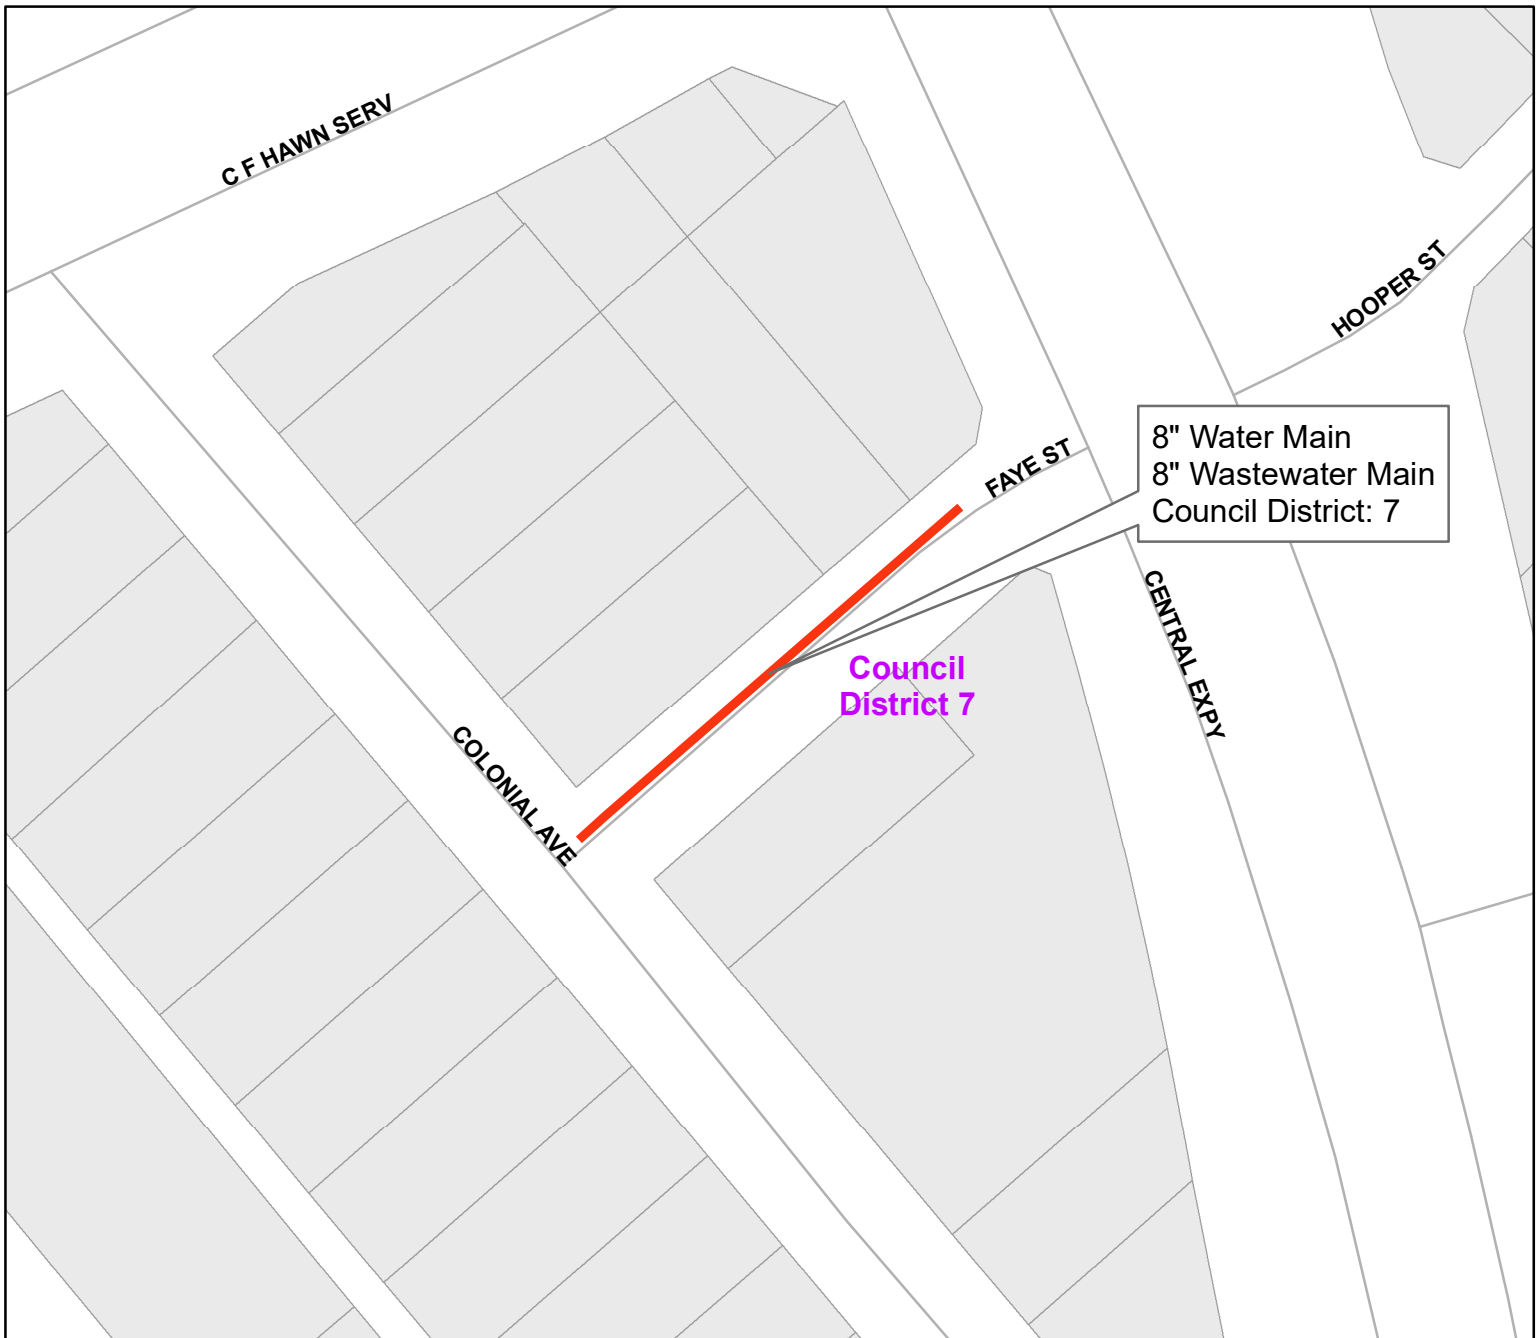 C F HAWN SERV
HOOPER ST
FAYE ST
8" Water Main
8" Wastewater Main
Council District: 7
CENTRAL EXPY
Council
District 7
COLONIAL AVE